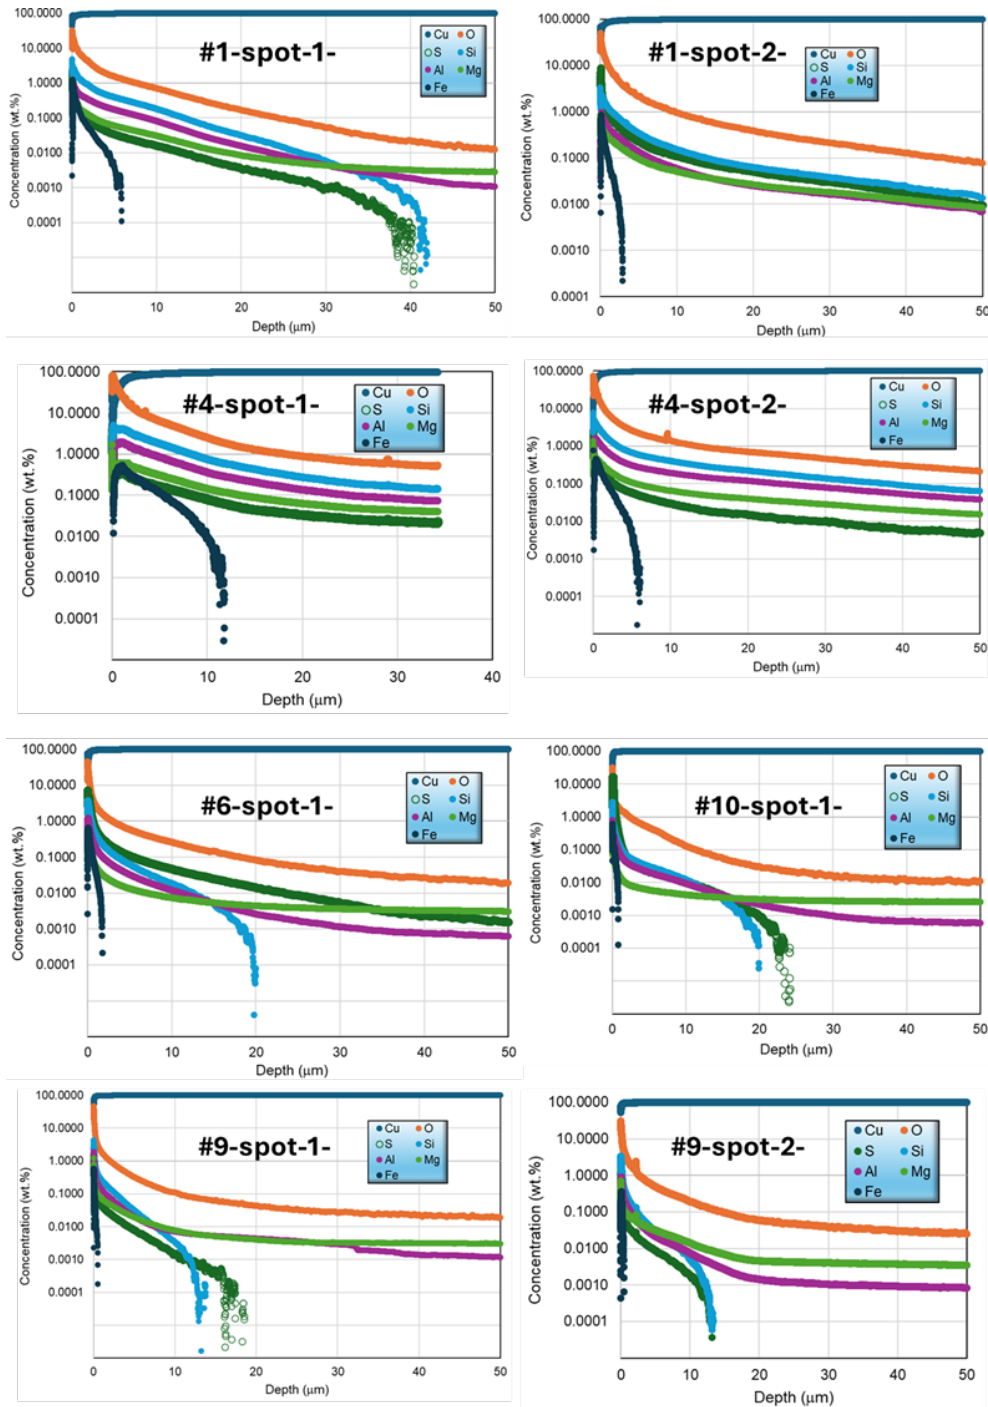 100.0000
10.0000
1.0000
0.1000
0.0100
0.0010
0.0001
Concentration (wt.%)
#1-spot-1-
Cu O
S Si
Al Mg
Fe
0 10 20 30 40 50
Depth (μm)
100.0000
10.0000
1.0000
0.1000
0.0100
0.0010
0.0001
Concentration (wt.%)
#1-spot-2-
Cu O
S Si
Al Mg
Fe
0 10 20 30 40 50
Depth (μm)
100.0000
10.0000
1.0000
0.1000
0.0100
0.0010
0.0001
Concentration (wt.%)
#4-spot-1-
Cu O
S Si
Al Mg
Fe
0 10 20 30 40
Depth (μm)
100.0000
10.0000
1.0000
0.1000
0.0100
0.0010
0.0001
Concentration (wt.%)
#4-spot-2-
Cu O
S Si
Al Mg
Fe
0 10 20 30 40 50
Depth (μm)
100.0000
10.0000
1.0000
0.1000
0.0100
0.0010
0.0001
Concentration (wt.%)
#6-spot-1-
Cu O
S Si
Al Mg
Fe
0 10 20 30 40 50
Depth (μm)
100.0000
10.0000
1.0000
0.1000
0.0100
0.0010
0.0001
Concentration (wt.%)
#10-spot-1-
Cu O
S Si
Al Mg
Fe
0 10 20 30 40 50
Depth (μm)
100.0000
10.0000
1.0000
0.1000
0.0100
0.0010
0.0001
Concentration (wt.%)
#9-spot-1-
Cu O
S Si
Al Mg
Fe
0 10 20 30 40 50
Depth (μm)
100.0000
10.0000
1.0000
0.1000
0.0100
0.0010
0.0001
Concentration (wt.%)
#9-spot-2-
Cu O
S Si
Al Mg
Fe
0 10 20 30 40 50
Depth (μm)